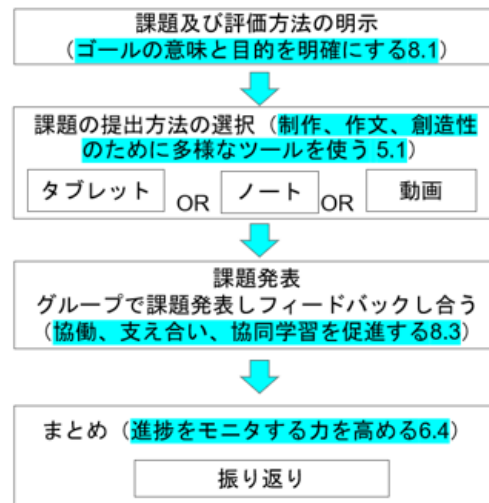 課題及び評価方法の明示
（ゴールの意味と目的を明確にする8.1）
課題の提出方法の選択（制作、作文、創造性
のために多様なツールを使う 5.1）
タブレット OR ノート OR 動画
課題発表
グループで課題発表しフィードバックし合う
（協働、支え合い、協同学習を促進する8.3）
まとめ（進捗をモニタする力を高める6.4）
振り返り